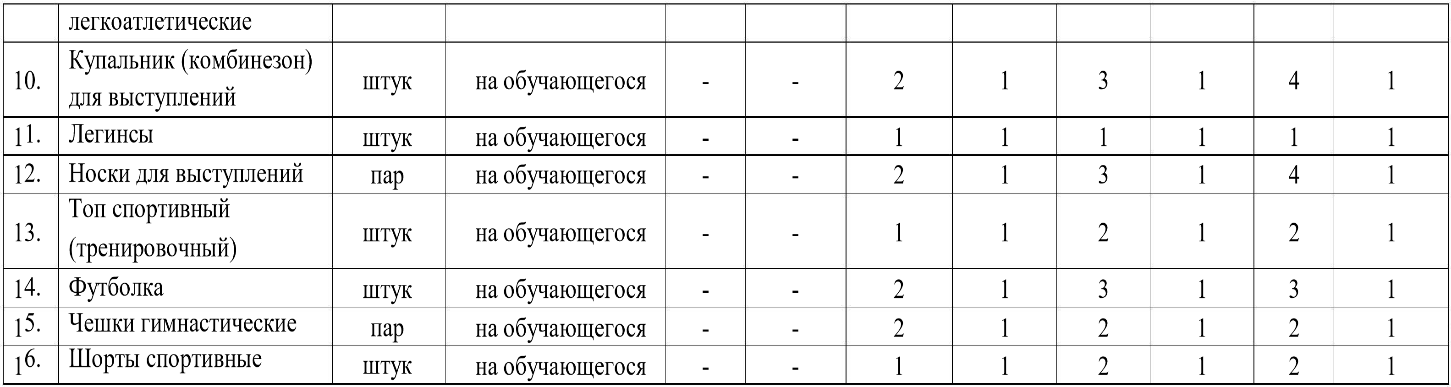 легкоатлетические
10. Купальник (комбинезон) для выступлений штук на обучающегося - - 2 1 3 1 4 1
11. Легинсы штук на обучающегося - - 1 1 1 1 1 1
12. Носки для выступлений пар на обучающегося - - 2 1 3 1 4 1
13. Топ спортивный (тренировочный) штук на обучающегося - - 1 1 2 1 2 1
14. Футболка штук на обучающегося - - 2 1 3 1 3 1
15. Чешки гимнастические пар на обучающегося - - 2 1 2 1 2 1
16. Шорты спортивные штук на обучающегося - - 1 1 2 1 2 1